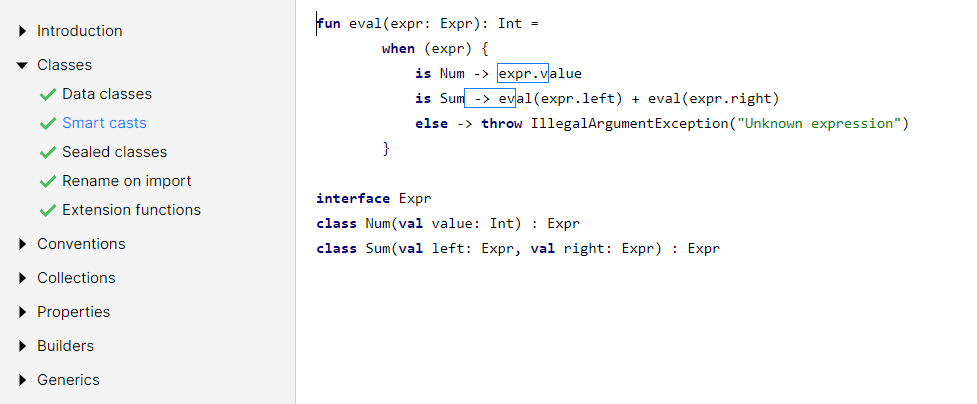 Introduction
Classes
Data classes
Smart casts
Sealed classes
Rename on import
Extension functions
Conventions
Collections
Properties
Builders
Generics
fun eval(expr: Expr): Int =
        when (expr) {
            is Num -> expr.value
            is Sum -> eval(expr.left) + eval(expr.right)
            else -> throw IllegalArgumentException("Unknown expression")
        }
interface Expr
class Num(val value: Int) : Expr
class Sum(val left: Expr, val right: Expr) : Expr